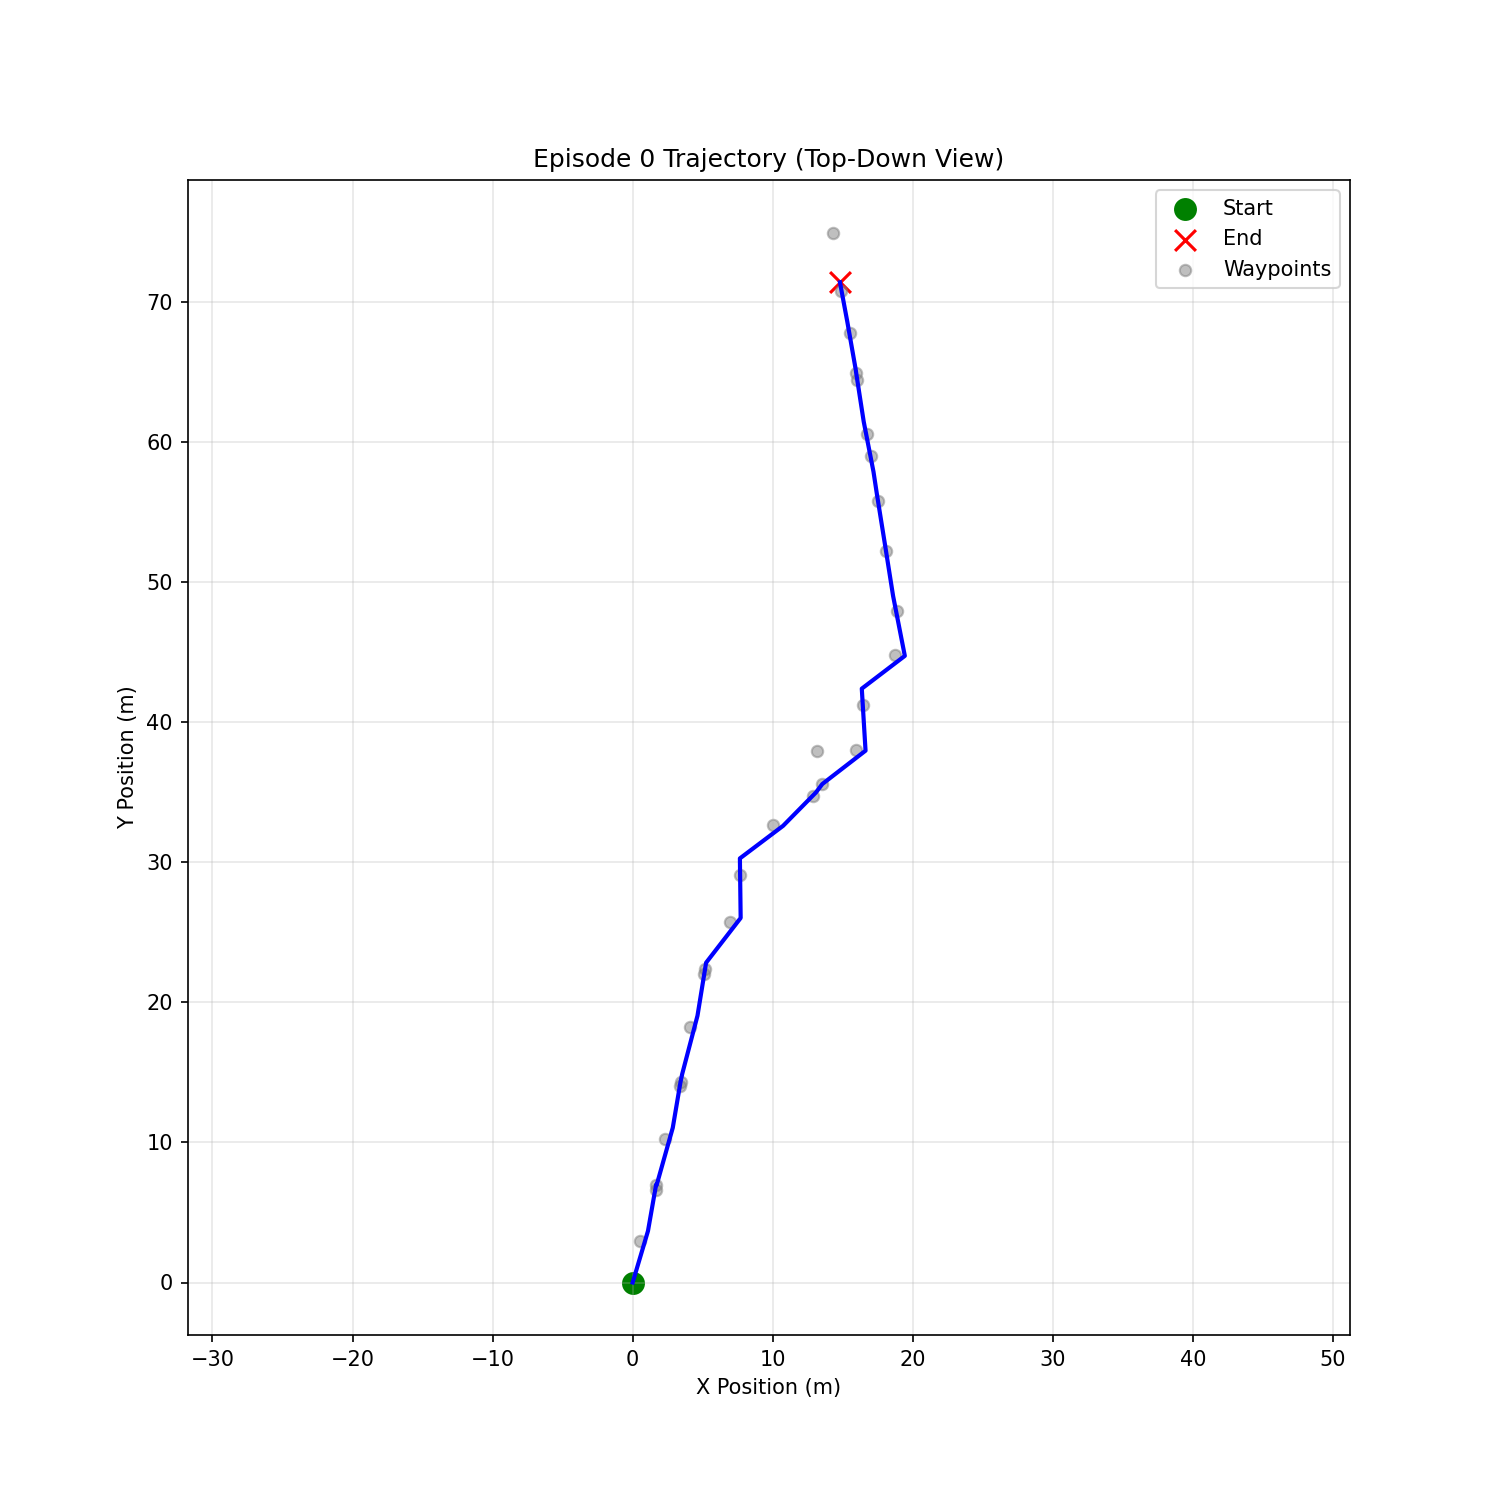 Episode 0 Trajectory (Top-Down View)
Start
End
Waypoints
70
60
50
40
30
20
10
0
Y Position (m)
−30 −20 −10 0 10 20 30 40 50
X Position (m)